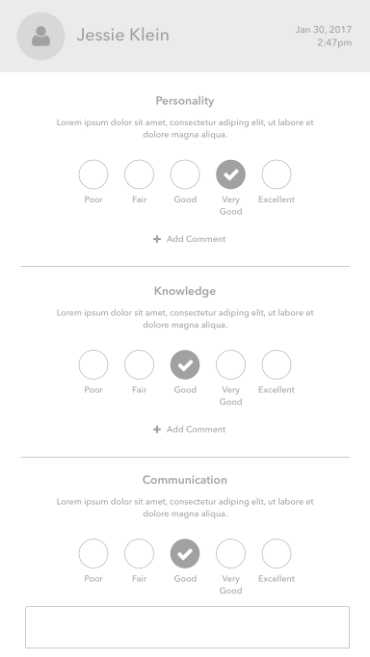 Jessie Klein
Jan 30, 2017
2:47pm
Personality
Lorem ipsum dolor sit amet, consectetur adiping elit, ut labore et
dolore magna aliqua.
Poor Fair Good Very Good Excellent
Add Comment
Knowledge
Lorem ipsum dolor sit amet, consectetur adiping elit, ut labore et
dolore magna aliqua.
Poor Fair Good Very Good Excellent
Add Comment
Communication
Lorem ipsum dolor sit amet, consectetur adiping elit, ut labore et
dolore magna aliqua.
Poor Fair Good Very Good Excellent